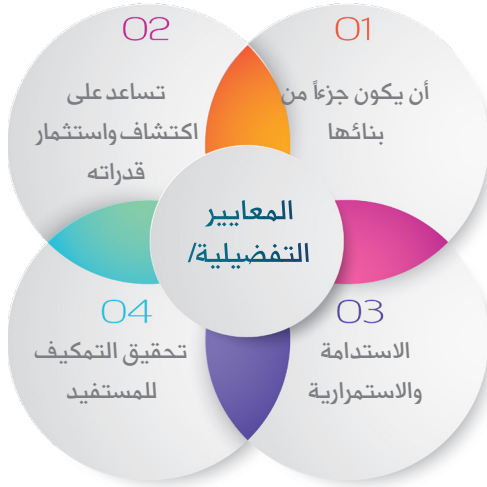 01
أن يكون جزءاً من
بنائها
02
تساعد على
اكتشاف واستثمار
قدراته
المعايير
التفضيلية/
03
الاستدامة
والاستمرارية
04
تحقيق التمكيف
للمستفيد